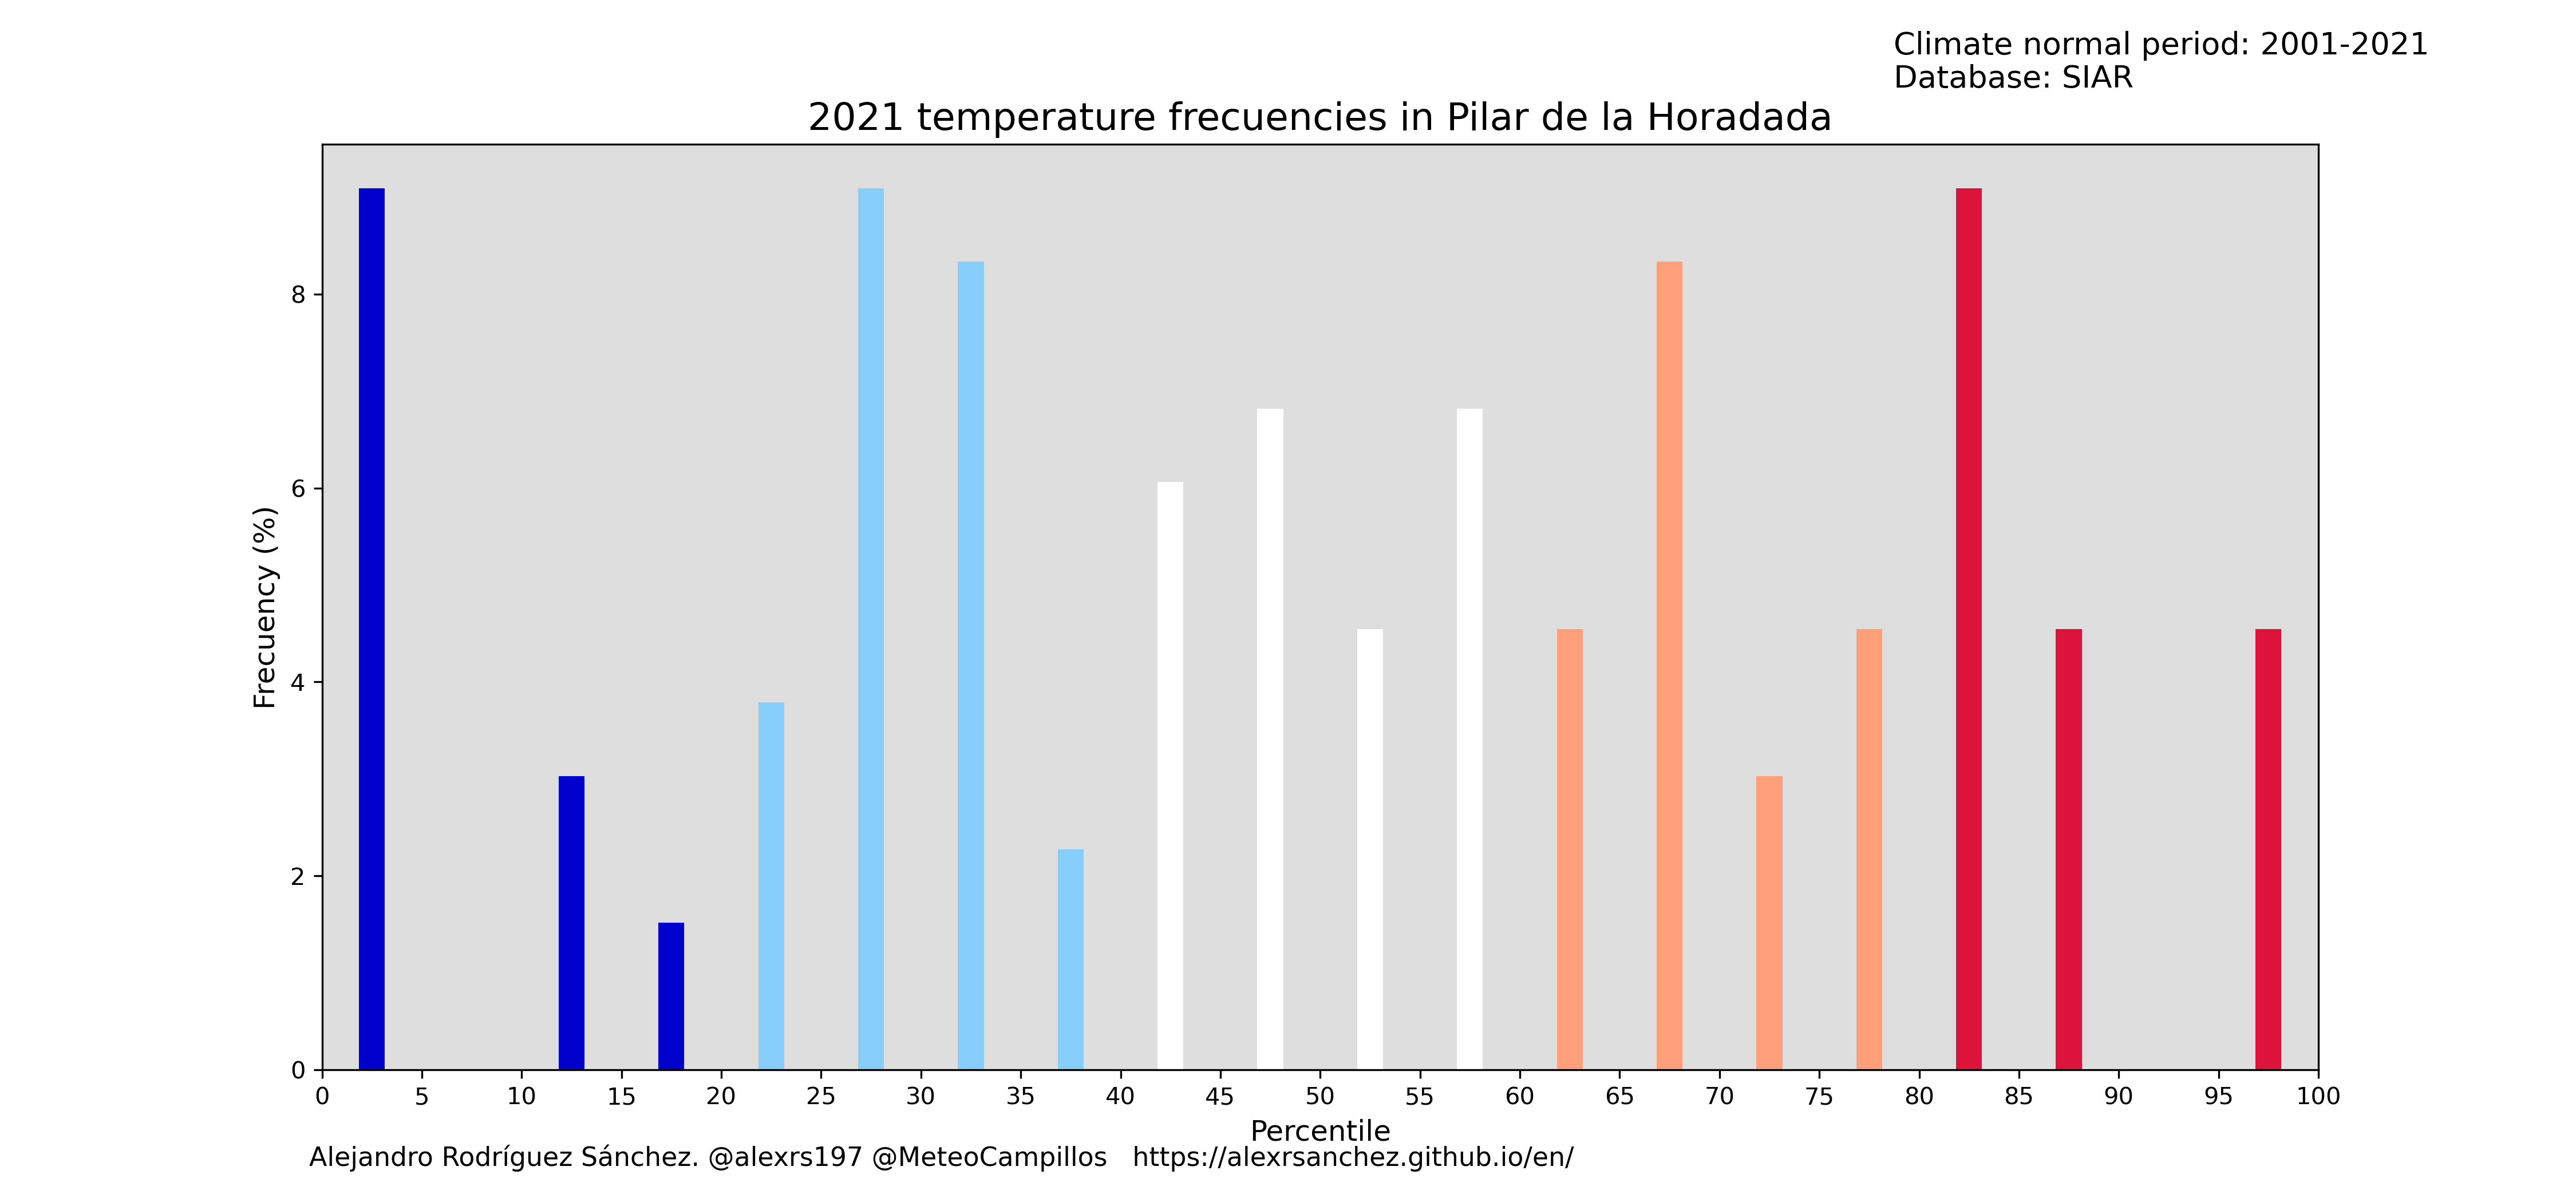 Climate normal period: 2001-2021
Database: SIAR
2021 temperature frecuencies in Pilar de la Horadada
Frecuency (%)
8
6
4
2
0
0 5 10 15 20 25 30 35 40 45 50 55 60 65 70 75 80 85 90 95 100
Percentile
Alejandro Rodríguez Sánchez. @alexrs197 @MeteoCampillos https://alexrsanchez.github.io/en/